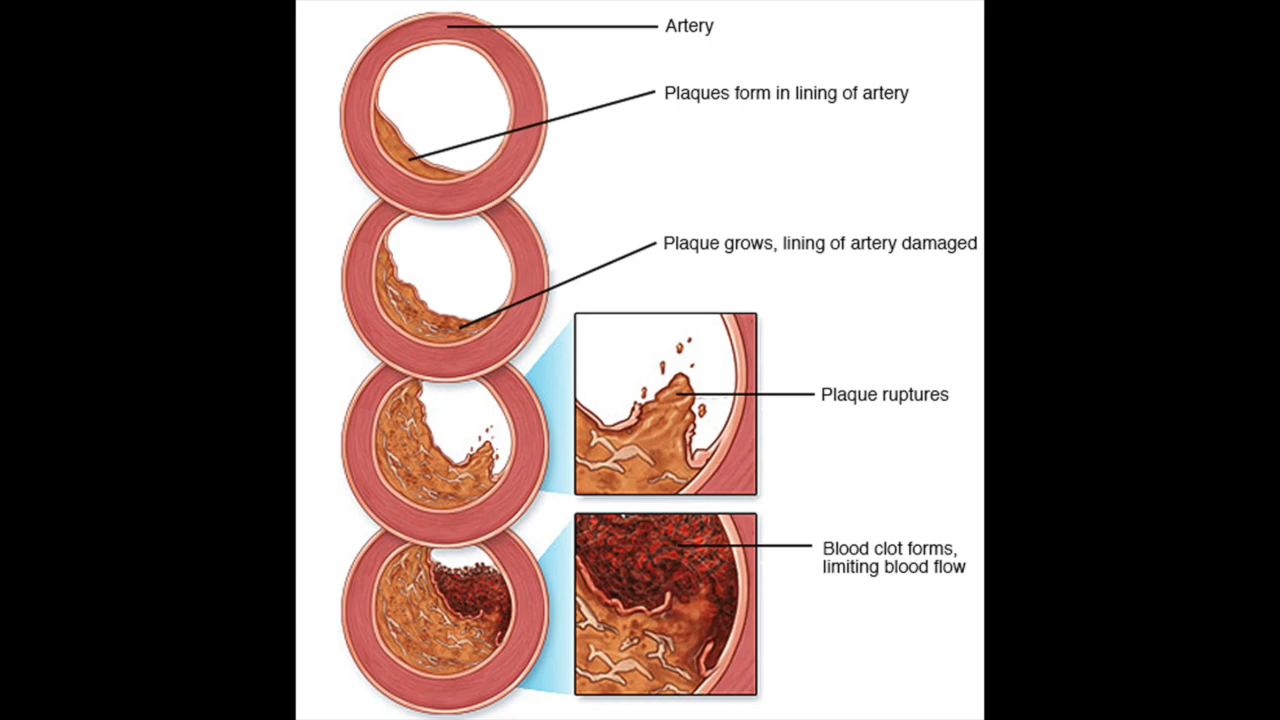 Artery
Plaques form in lining of artery
Plaque grows, lining of artery damaged
Plaque ruptures
Blood clot forms,
limiting blood flow